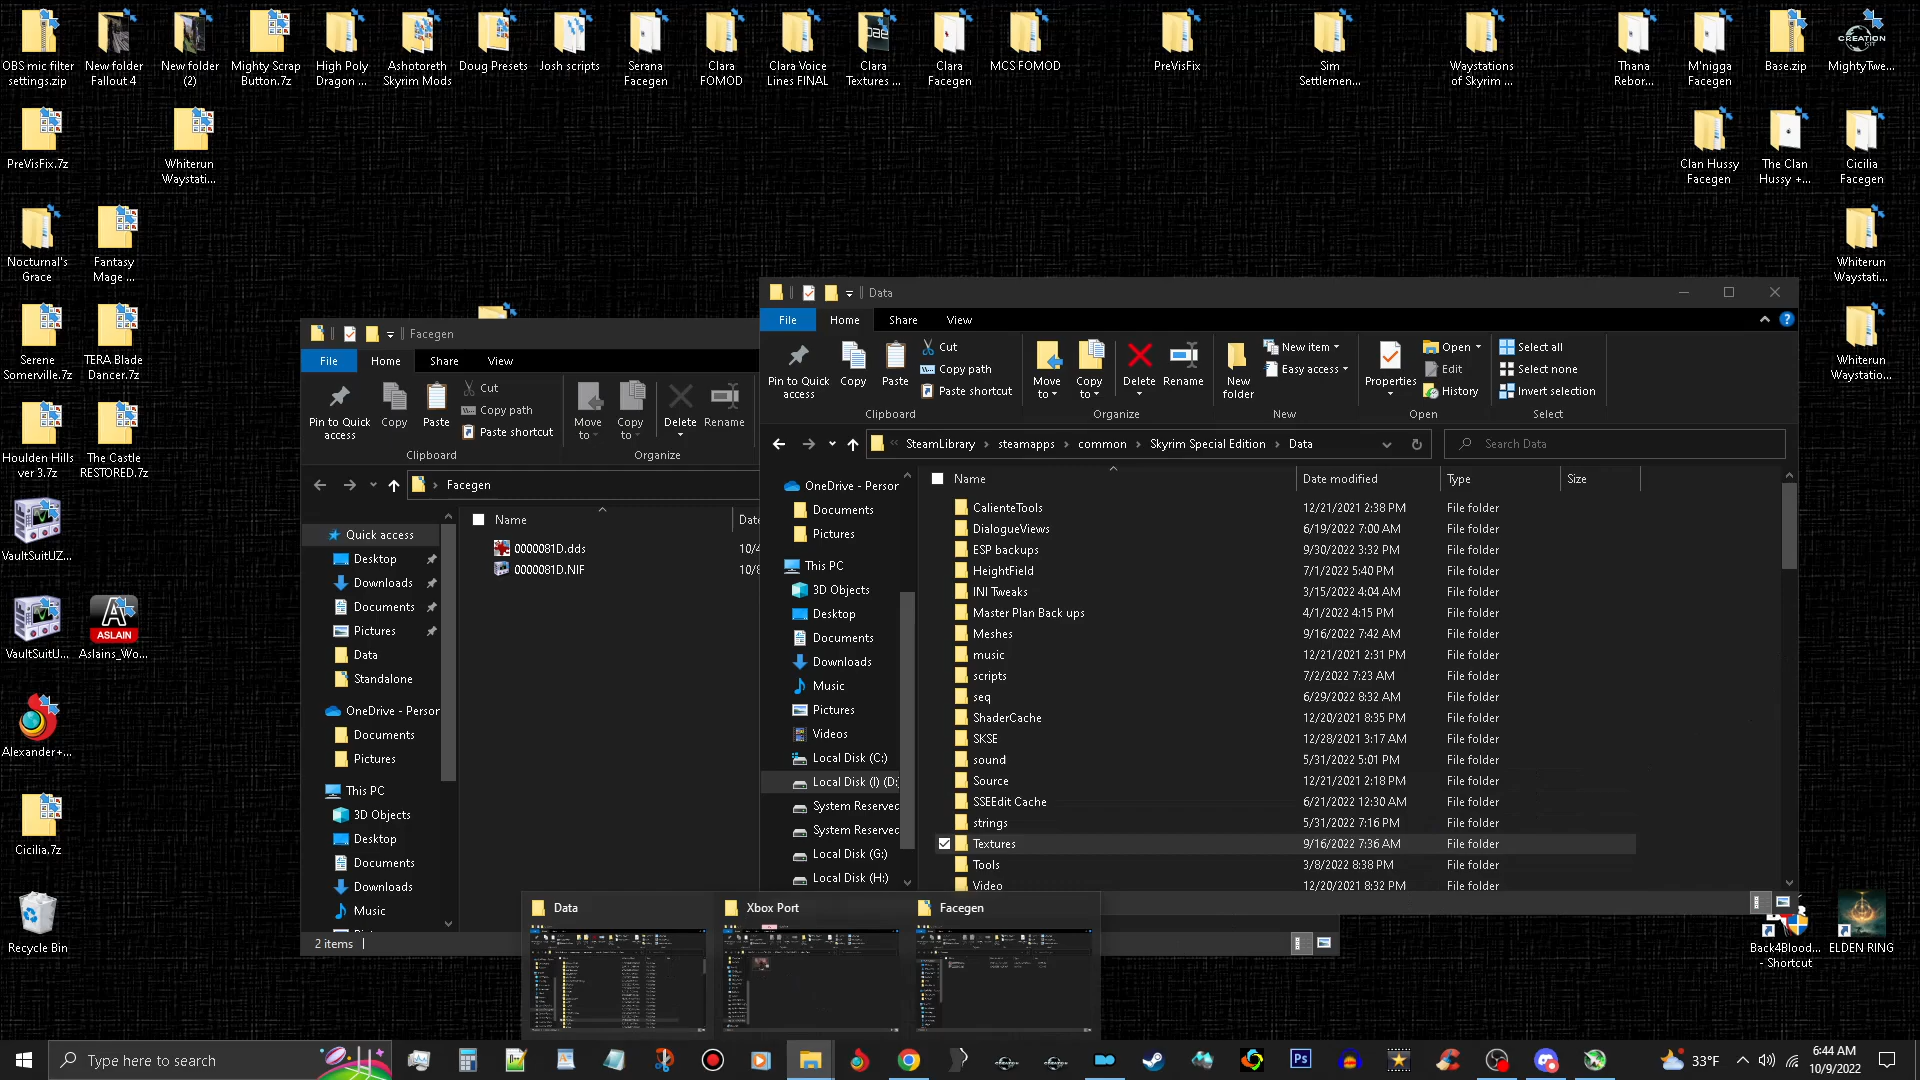 OBS mic filter
settings.zip
New folder
Fallout 4
New folder
(2)
Mighty Scrap
Button.7z
High Poly
Dragon ...
Ashotoreth
Skyrim Mods
Doug Presets
Josh scripts
Serana
Facegen
Clara
FOMOD
Clara Voice
Lines FINAL
Clara
Textures ...
Clara
Facegen
MCS FOMOD
PreVisFix
Sim
Settlemen...
Waystations
of Skyrim ...
Thana
Rebor...
M'nigga
Facegen
Base.zip
CREATION
KIT
MightyTwe...
PreVisFix.7z
Whiterun
Waystati...
Clan Hussy
Facegen
The Clan
Hussy +...
Cicilia
Facegen
Nocturnal's
Grace
Fantasy
Mage ...
Whiterun
Waystati...
Serene
Somerville.7z
TERA Blade
Dancer.7z
Whiterun
Waystatio...
Houlden Hills
ver 3.7z
The Castle
RESTORED.7z
VaultSuitUZ...
VaultSuitU...
ASLAIN
Aslains_Wo...
Alexander+...
Cicilia.7z
Recycle Bin
Back4Blood...
- Shortcut
ELDEN RING
Facegen
File
Home
Share
View
Pin to Quick
access
Copy
Paste
Cut
Copy path
Paste shortcut
Clipboard
Move
to
Copy
to
Delete
Rename
Organize
Facegen
Quick access
Desktop
Downloads
Documents
Pictures
Data
Standalone
OneDrive - Person
Documents
Pictures
This PC
3D Objects
Desktop
Documents
Downloads
Music
Name
Date
0000081D.dds
10/4
0000081D.NIF
10/8
2 items
Data
File
Home
Share
View
Pin to Quick
access
Copy
Paste
Cut
Copy path
Paste shortcut
Clipboard
Move
to
Copy
to
Delete
Rename
Organize
New
folder
New item
Easy access
New
Properties
Open
Edit
History
Open
Select all
Select none
Invert selection
Select
SteamLibrary › steamapps › common › Skyrim Special Edition › Data
Search Data
OneDrive - Person
Documents
Pictures
This PC
3D Objects
Desktop
Documents
Downloads
Music
Pictures
Videos
Local Disk (C:)
Local Disk (I) (D:)
System Reserved
System Reserved
Local Disk (G:)
Local Disk (H:)
Name Date modified Type Size
CalienteTools 12/21/2021 2:38 PM File folder
DialogueViews 6/19/2022 7:00 AM File folder
ESP backups 9/30/2022 3:32 PM File folder
HeightField 7/1/2022 5:40 PM File folder
INI Tweaks 3/15/2022 4:04 AM File folder
Master Plan Back ups 4/1/2022 4:15 PM File folder
Meshes 9/16/2022 7:42 AM File folder
music 12/21/2021 2:31 PM File folder
scripts 7/2/2022 7:23 AM File folder
seq 6/29/2022 8:32 AM File folder
ShaderCache 12/20/2021 8:35 PM File folder
SKSE 12/28/2021 3:17 AM File folder
sound 5/31/2022 5:01 PM File folder
Source 12/21/2021 2:18 PM File folder
SSEEdit Cache 6/21/2022 12:30 AM File folder
strings 5/31/2022 7:16 PM File folder
Textures 9/16/2022 7:36 AM File folder
Tools 3/8/2022 8:38 PM File folder
Video 12/20/2021 8:32 PM File folder
Data
Xbox Port
Facegen
Type here to search
Ps
33°F
6:44 AM
10/9/2022